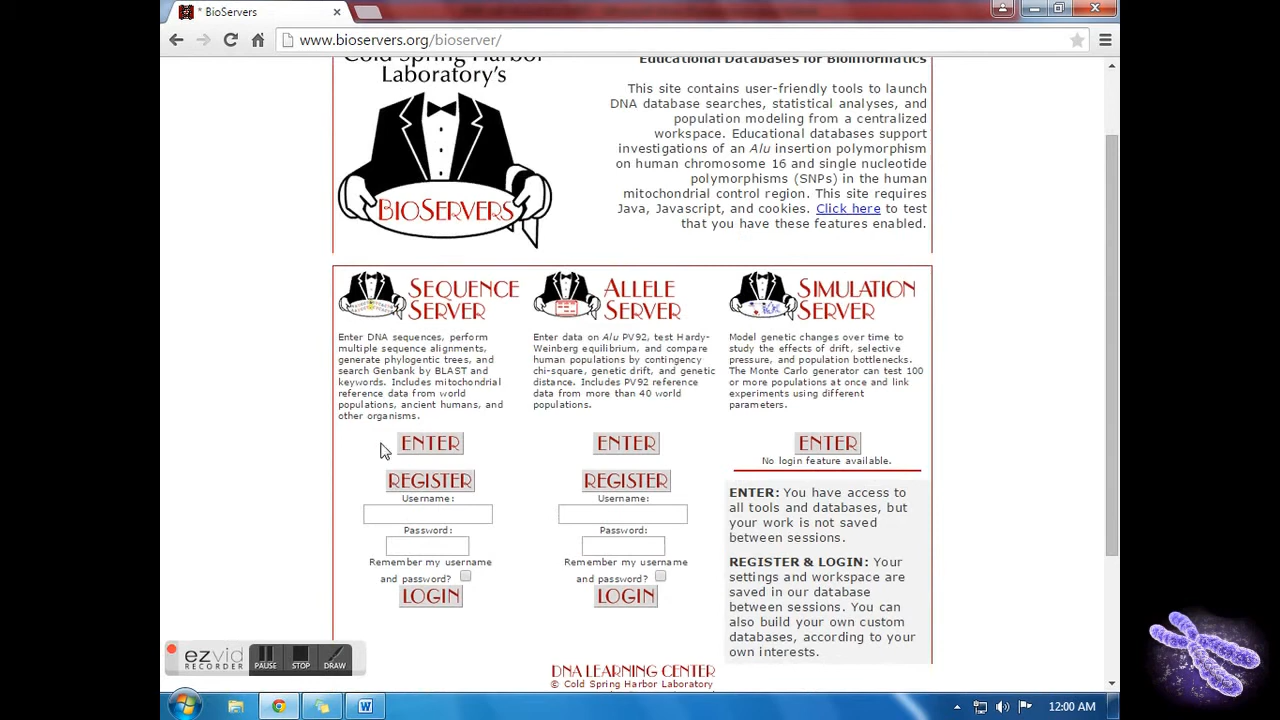 * BioServers
www.bioservers.org/bioserver/
Cold Spring Harbor
Laboratory's
BIOSERVERS
Educational Databases for Bioinformatics
This site contains user-friendly tools to launch
DNA database searches, statistical analyses, and
population modeling from a centralized
workspace. Educational databases support
investigations of an Alu insertion polymorphism
on human chromosome 16 and single nucleotide
polymorphisms (SNPs) in the human
mitochondrial control region. This site requires
Java, Javascript, and cookies. Click here to test
that you have these features enabled.
SEQUENCE
SERVER
Enter DNA sequences, perform
multiple sequence alignments,
generate phylogentic trees, and
search Genbank by BLAST and
keywords. Includes mitochondrial
reference data from world
populations, ancient humans, and
other organisms.
ENTER
REGISTER
Username:
Password:
Remember my username
and password?
LOGIN
ALLELE
SERVER
Enter data on Alu PV92, test Hardy-
Weinberg equilibrium, and compare
human populations by contingency
chi-square, genetic drift, and genetic
distance. Includes PV92 reference
data from more than 40 world
populations.
ENTER
REGISTER
Username:
Password:
Remember my username
and password?
LOGIN
SIMULATION
SERVER
Model genetic changes over time to
study the effects of drift, selective
pressure, and population bottlenecks.
The Monte Carlo generator can test 100
or more populations at once and link
experiments using different
parameters.
ENTER
No login feature available.
ENTER: You have access to
all tools and databases, but
your work is not saved
between sessions.
REGISTER & LOGIN: Your
settings and workspace are
saved in our database
between sessions. You can
also build your own custom
databases, according to your
own interests.
DNA LEARNING CENTER
© Cold Spring Harbor Laboratory
ezvid
RECORDER
PAUSE
STOP
DRAW
12:00 AM